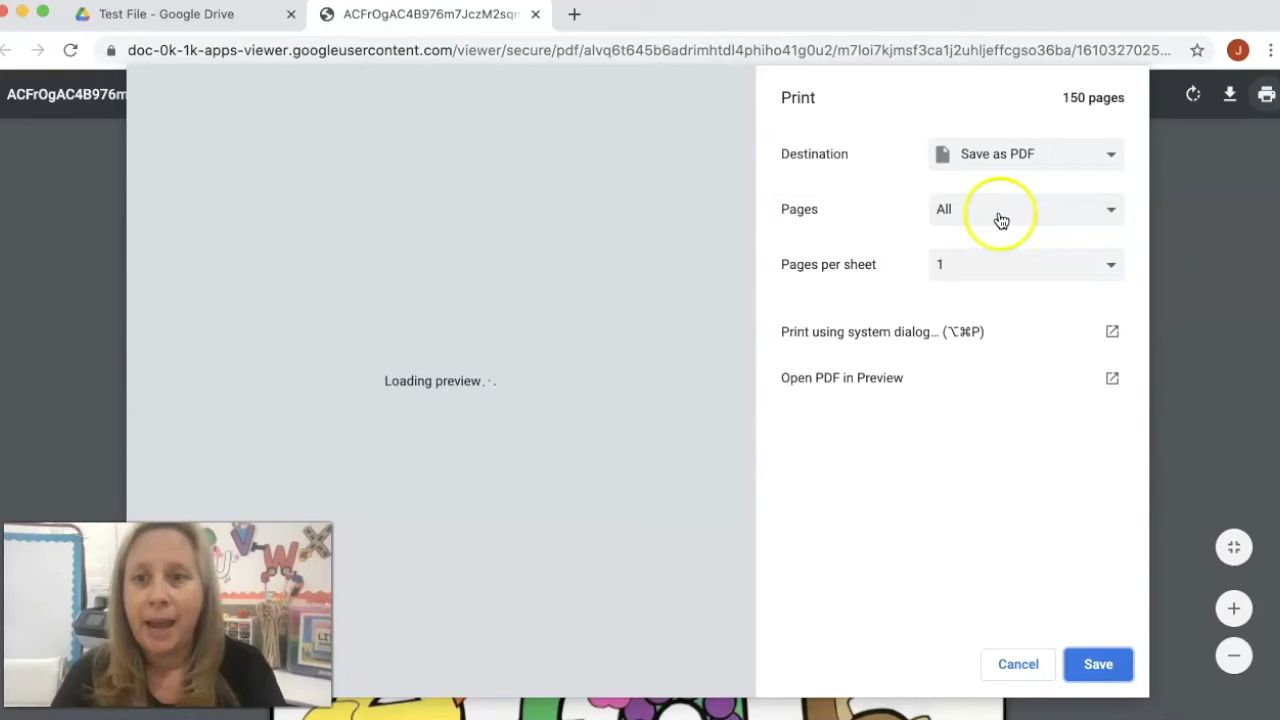 Test File - Google Drive
ACFrOgAC4B976m7JczM2sqn
doc-0k-1k-apps-viewer.googleusercontent.com/viewer/secure/pdf/alvq6t645b6adrimhtdl4phiho41g0u2/m7loi7kjmsf3ca1j2uhljeffcgso36ba/1610327025...
J
ACFrOgAC4B976m
Print
150 pages
Destination
Save as PDF
Pages
All
Pages per sheet
1
Print using system dialog... (⌥⌘P)
Open PDF in Preview
Loading preview...
Cancel
Save
U V W X